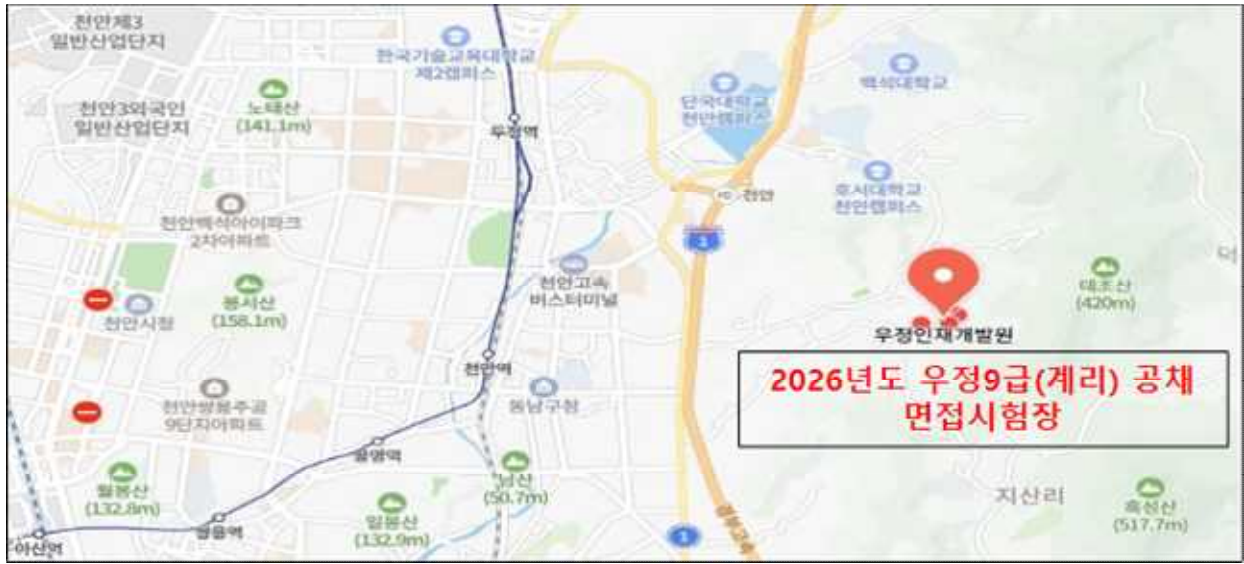 천안제3
일반산업단지
한국기술교육대학교
제2캠퍼스
단국대학교
천안캠퍼스
백석대학교
천안3외국인
일반산업단지
노태산
(141.1m)
두정역
천안
호서대학교
천안캠퍼스
천안백석아이파크
2차아파트
1
덕
천안고속
버스터미널
태조산
(420m)
천안시청
봉서산
(158.1m)
우정인재개발원
천안역
2026년도 우정9급(계리) 공채
면접시험장
천안쌍용주공
9단지아파트
동남구청
봉명역
월봉산
(132.8m)
남산
(50.7m)
지산리
흑성산
(517.7m)
쌍용역
일봉산
(132.9m)
1
경부고속
아산역